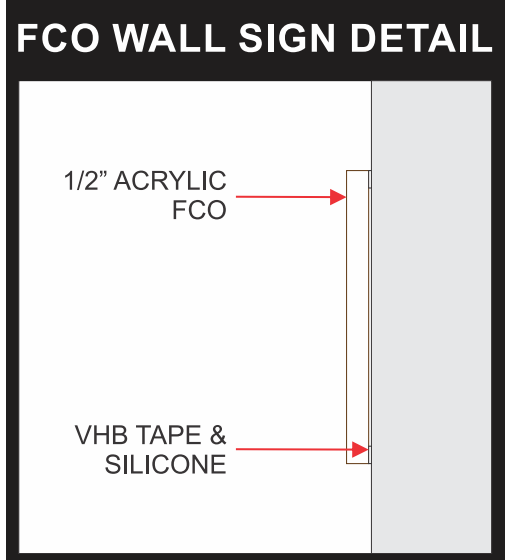 FCO WALL SIGN DETAIL
1/2” ACRYLIC
FCO
VHB TAPE &
SILICONE